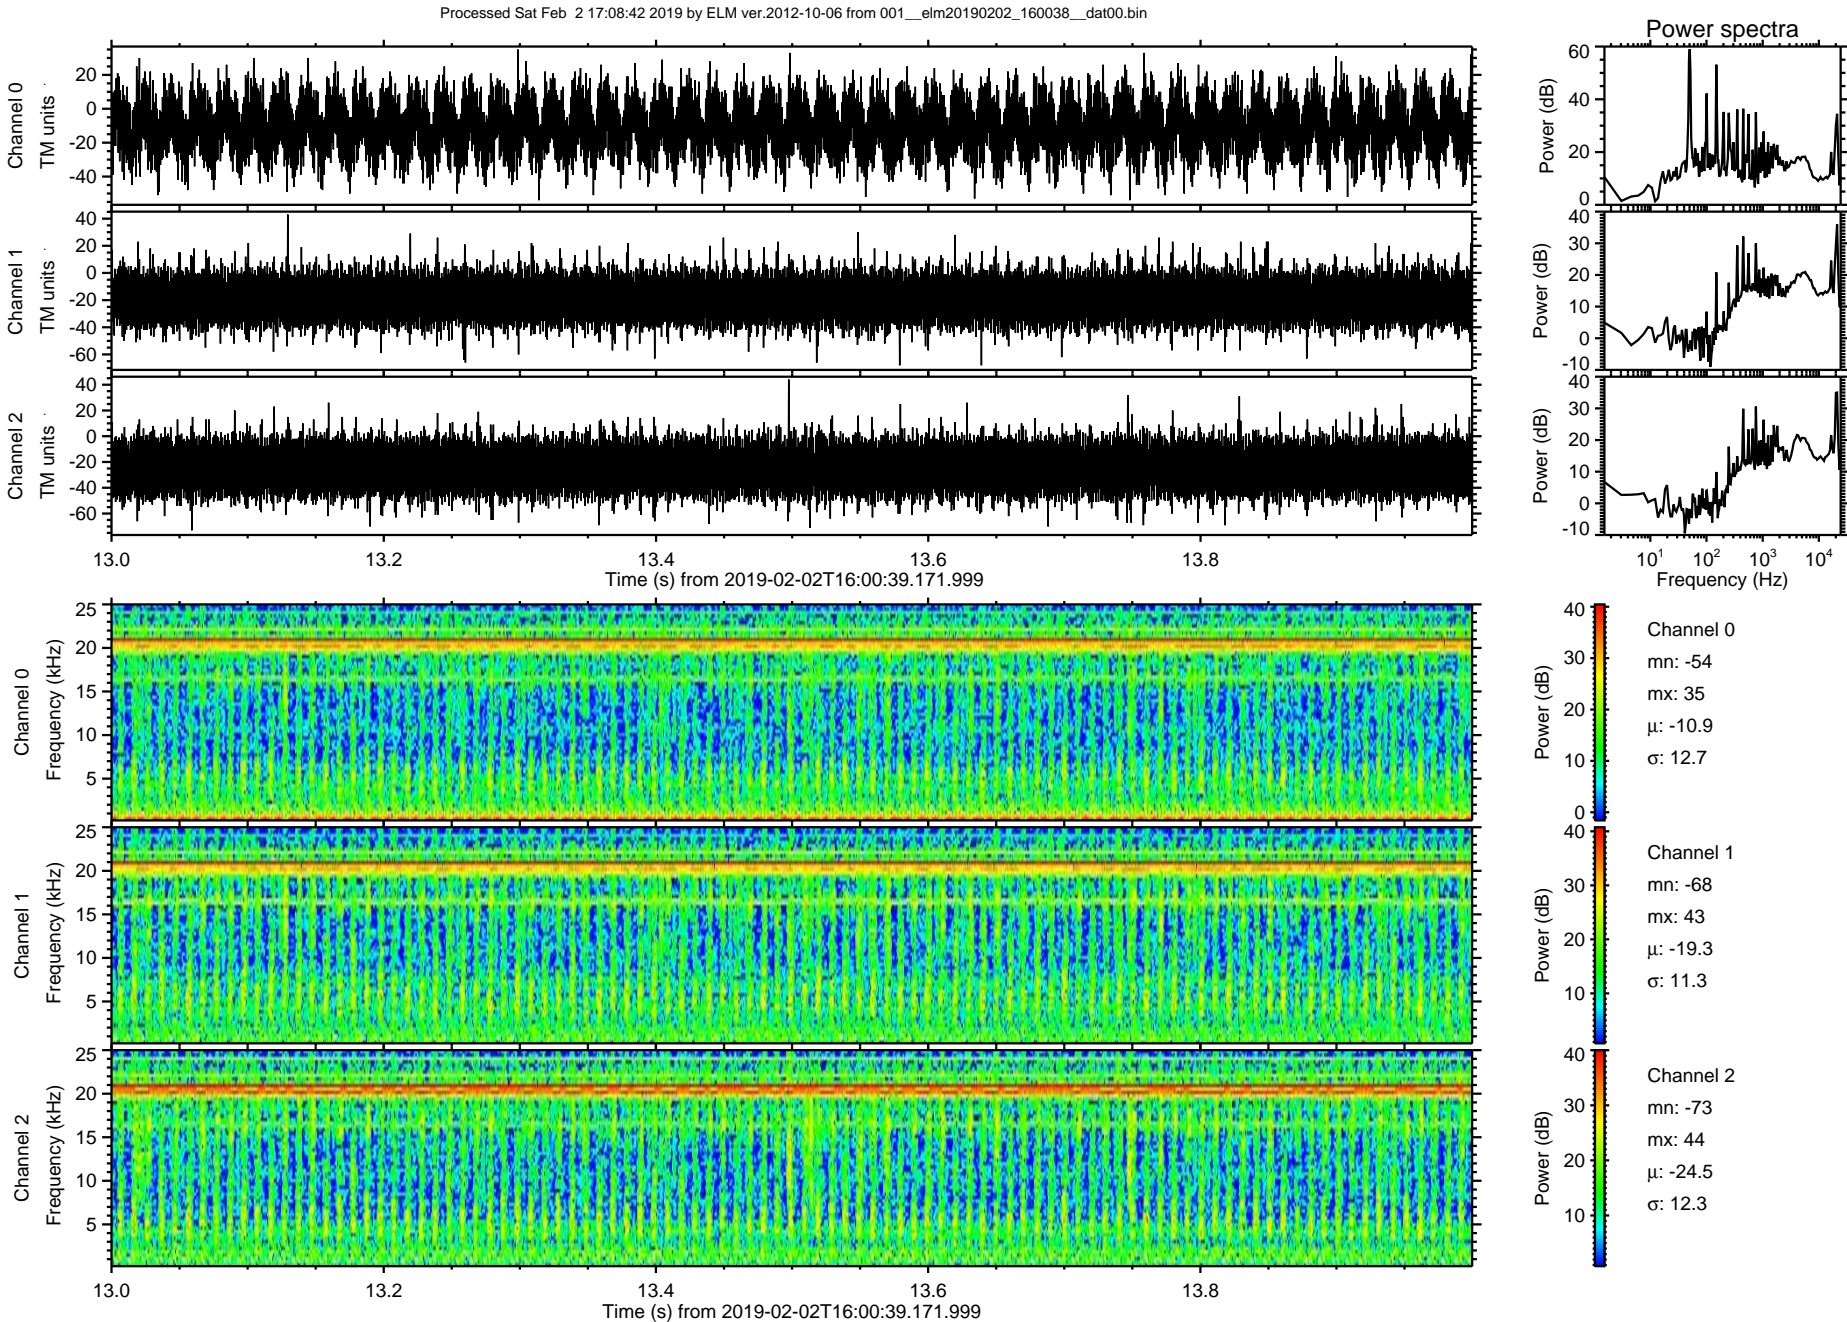 Processed Sat Feb  2 17:08:42 2019 by ELM ver.2012-10-06 from 001__elm20190202_160038__dat00.bin
Power spectra
Channel 0
TM units
20
0
-20
-40
Power (dB)
60
40
20
0
Channel 1
TM units
40
20
0
-20
-40
-60
Power (dB)
40
30
20
10
0
-10
Channel 2
TM units
40
20
0
-20
-40
-60
Power (dB)
40
30
20
10
0
-10
13.0 13.2 13.4 13.6 13.8
Time (s) from 2019-02-02T16:00:39.171.999
10^1 10^2 10^3 10^4
Frequency (Hz)
Channel 0
Frequency (kHz)
25
20
15
10
5
Power (dB)
40
30
20
10
0
Channel 0
mn: -54
mx: 35
μ: -10.9
σ: 12.7
Channel 1
Frequency (kHz)
25
20
15
10
5
Power (dB)
40
30
20
10
Channel 1
mn: -68
mx: 43
μ: -19.3
σ: 11.3
Channel 2
Frequency (kHz)
25
20
15
10
5
Power (dB)
40
30
20
10
Channel 2
mn: -73
mx: 44
μ: -24.5
σ: 12.3
13.0 13.2 13.4 13.6 13.8
Time (s) from 2019-02-02T16:00:39.171.999